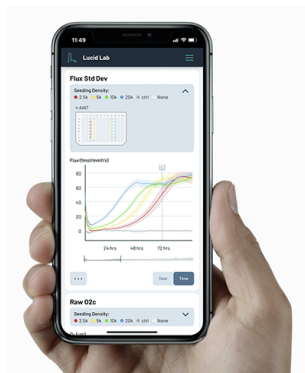 11:49
Lucid Lab
Flux Std Dev
Seeding Density:
2.5k 5k 10k 20k ctrl None
Flux (fmol/mm²/s)
80
60
40
20
0
24 hrs 48 hrs 72 hrs
Date Time
Raw O2c
Seeding Density:
2.5k 5k 10k 20k ctrl None